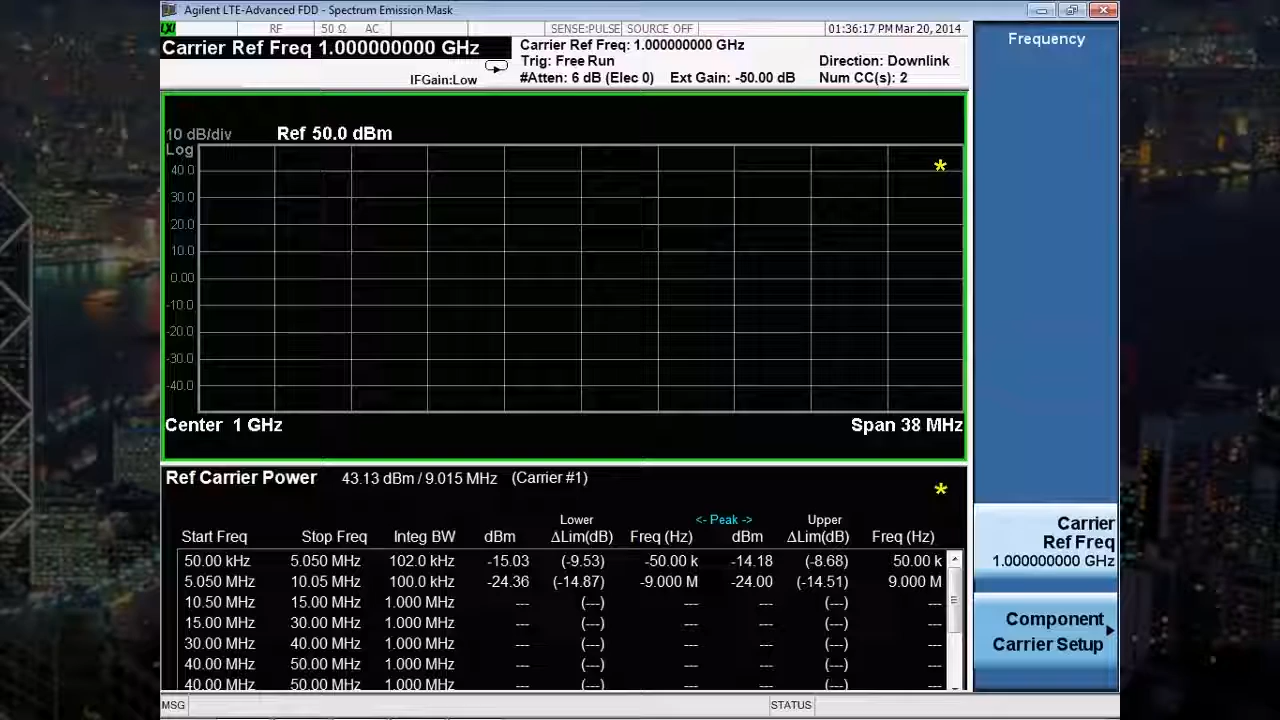 Agilent LTE-Advanced FDD - Spectrum Emission Mask
LXI RF 50 Ω AC SENSE:PULSE SOURCE OFF 01:36:17 PM Mar 20, 2014
Carrier Ref Freq 1.000000000 GHz
IFGain:Low
Carrier Ref Freq: 1.000000000 GHz
Trig: Free Run Direction: Downlink
#Atten: 6 dB (Elec 0) Ext Gain: -50.00 dB Num CC(s): 2
10 dB/div Ref 50.0 dBm
Log
40.0
30.0
20.0
10.0
0.00
-10.0
-20.0
-30.0
-40.0
Center 1 GHz Span 38 MHz
Ref Carrier Power 43.13 dBm / 9.015 MHz (Carrier #1)
Lower <- Peak -> Upper
Start Freq Stop Freq Integ BW dBm ΔLim(dB) Freq (Hz) dBm ΔLim(dB) Freq (Hz)
50.00 kHz 5.050 MHz 102.0 kHz -15.03 (-9.53) -50.00 k -14.18 (-8.68) 50.00 k
5.050 MHz 10.05 MHz 100.0 kHz -24.36 (-14.87) -9.000 M -24.00 (-14.51) 9.000 M
10.50 MHz 15.00 MHz 1.000 MHz --- (---) --- --- (---) ---
15.00 MHz 30.00 MHz 1.000 MHz --- (---) --- --- (---) ---
30.00 MHz 40.00 MHz 1.000 MHz --- (---) --- --- (---) ---
40.00 MHz 50.00 MHz 1.000 MHz --- (---) --- --- (---) ---
40.00 MHz 50.00 MHz 1.000 MHz --- (---) --- --- (---) ---
MSG STATUS
Frequency
Carrier
Ref Freq
1.000000000 GHz
Component
Carrier Setup